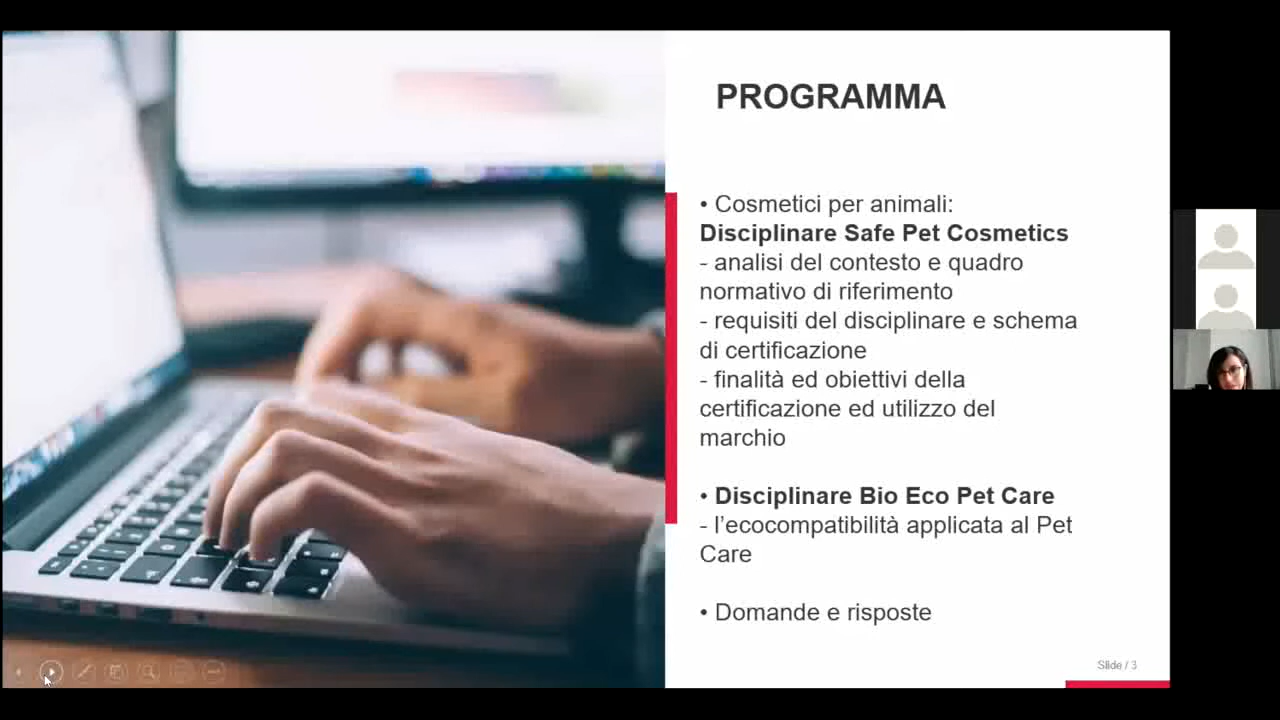 PROGRAMMA
• Cosmetici per animali:
Disciplinare Safe Pet Cosmetics
- analisi del contesto e quadro
normativo di riferimento
- requisiti del disciplinare e schema
di certificazione
- finalità ed obiettivi della
certificazione ed utilizzo del
marchio
• Disciplinare Bio Eco Pet Care
- l’ecocompatibilità applicata al Pet
Care
• Domande e risposte
Slide / 3